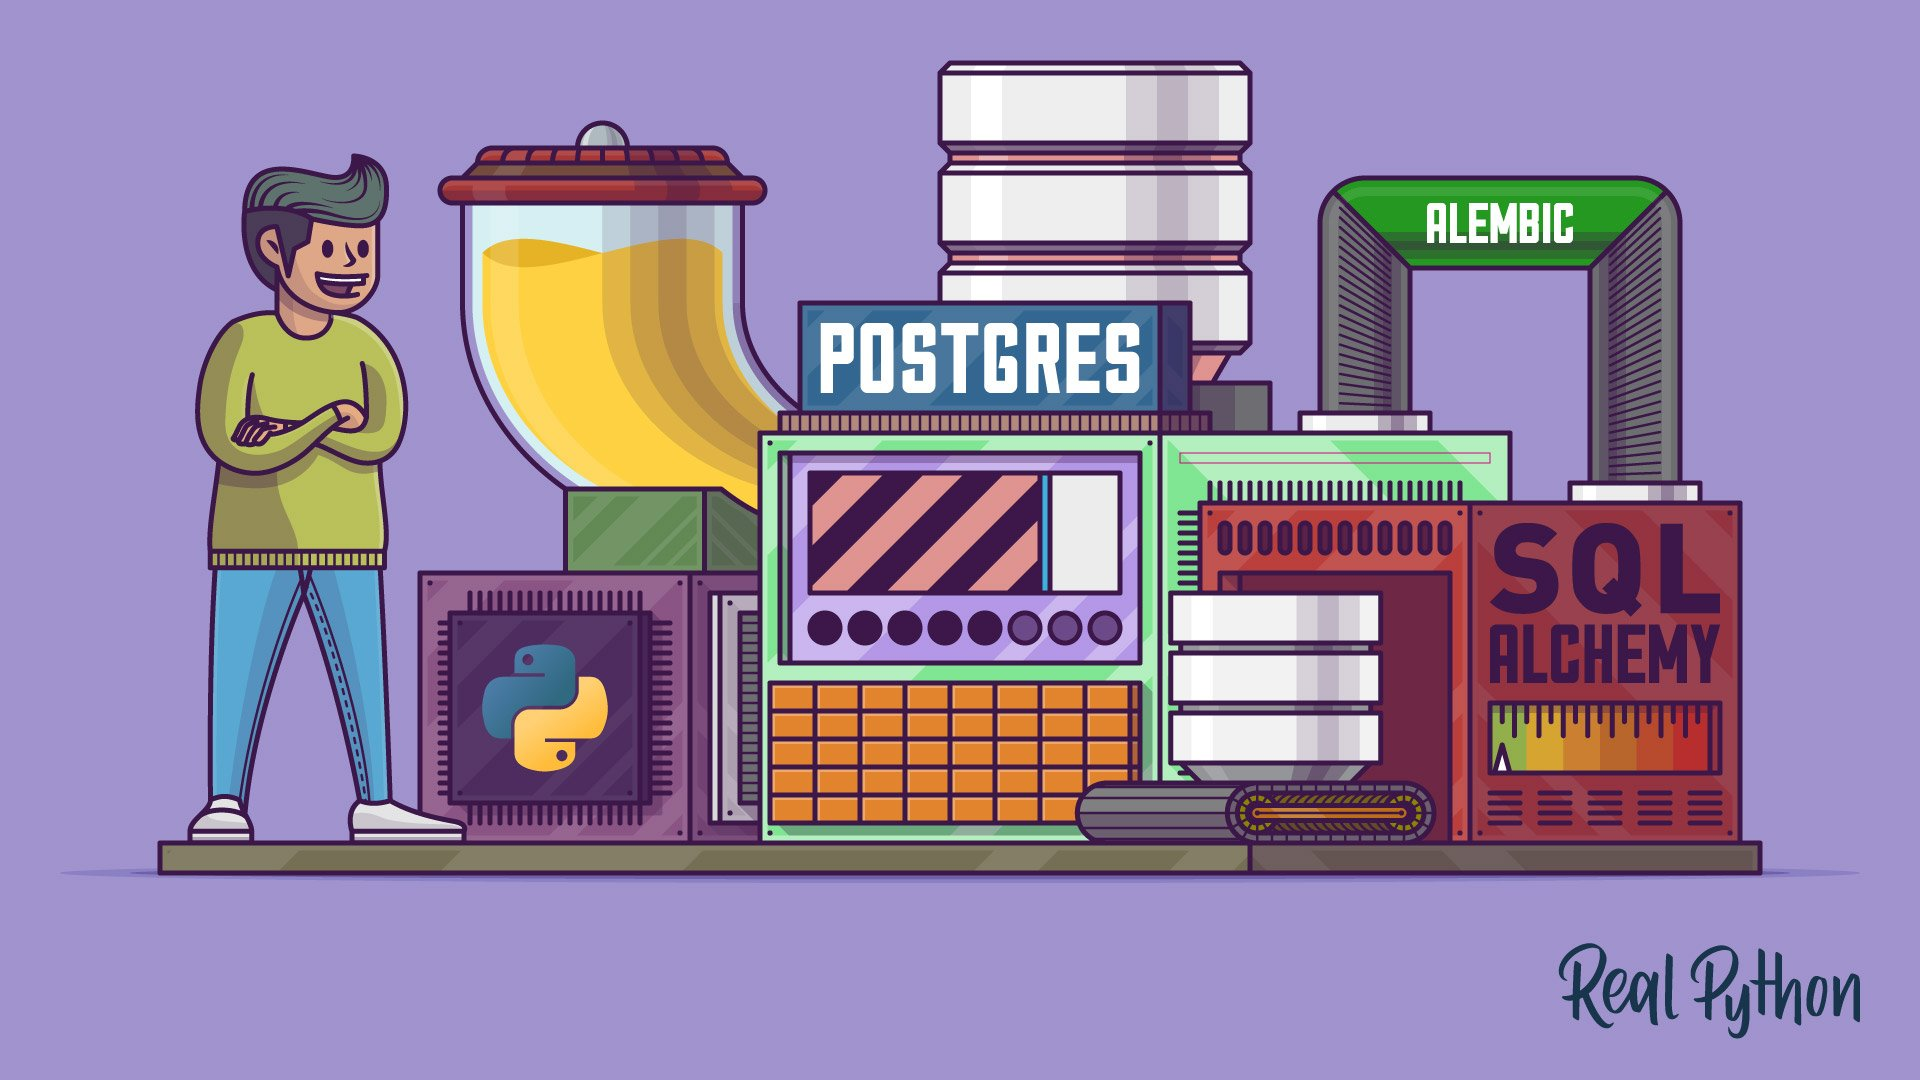 ALEMBIC
POSTGRES
SQL
ALCHEMY
Real Python